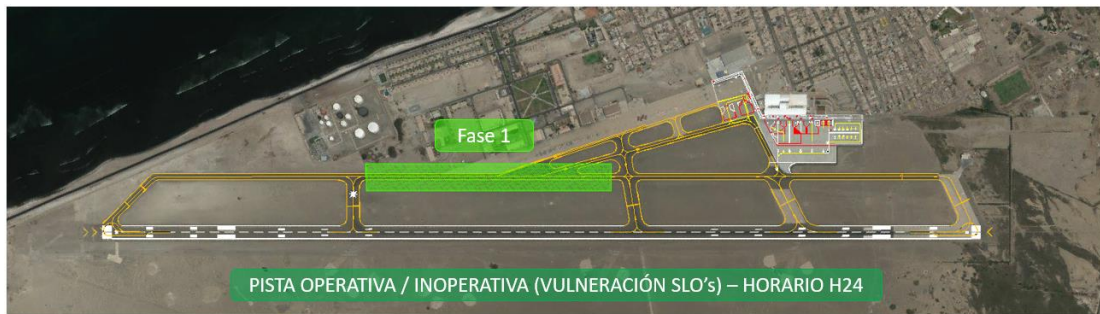 Fase 1
PISTA OPERATIVA / INOPERATIVA (VULNERACIÓN SLO's) – HORARIO H24